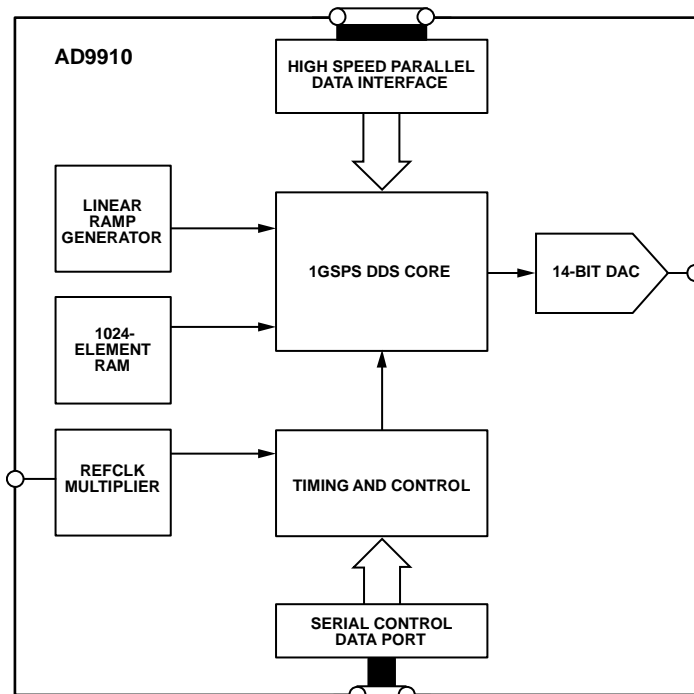 AD9910
HIGH SPEED PARALLEL
DATA INTERFACE
LINEAR
RAMP
GENERATOR
1GSPS DDS CORE
14-BIT DAC
1024-
ELEMENT
RAM
REFCLK
MULTIPLIER
TIMING AND CONTROL
SERIAL CONTROL
DATA PORT